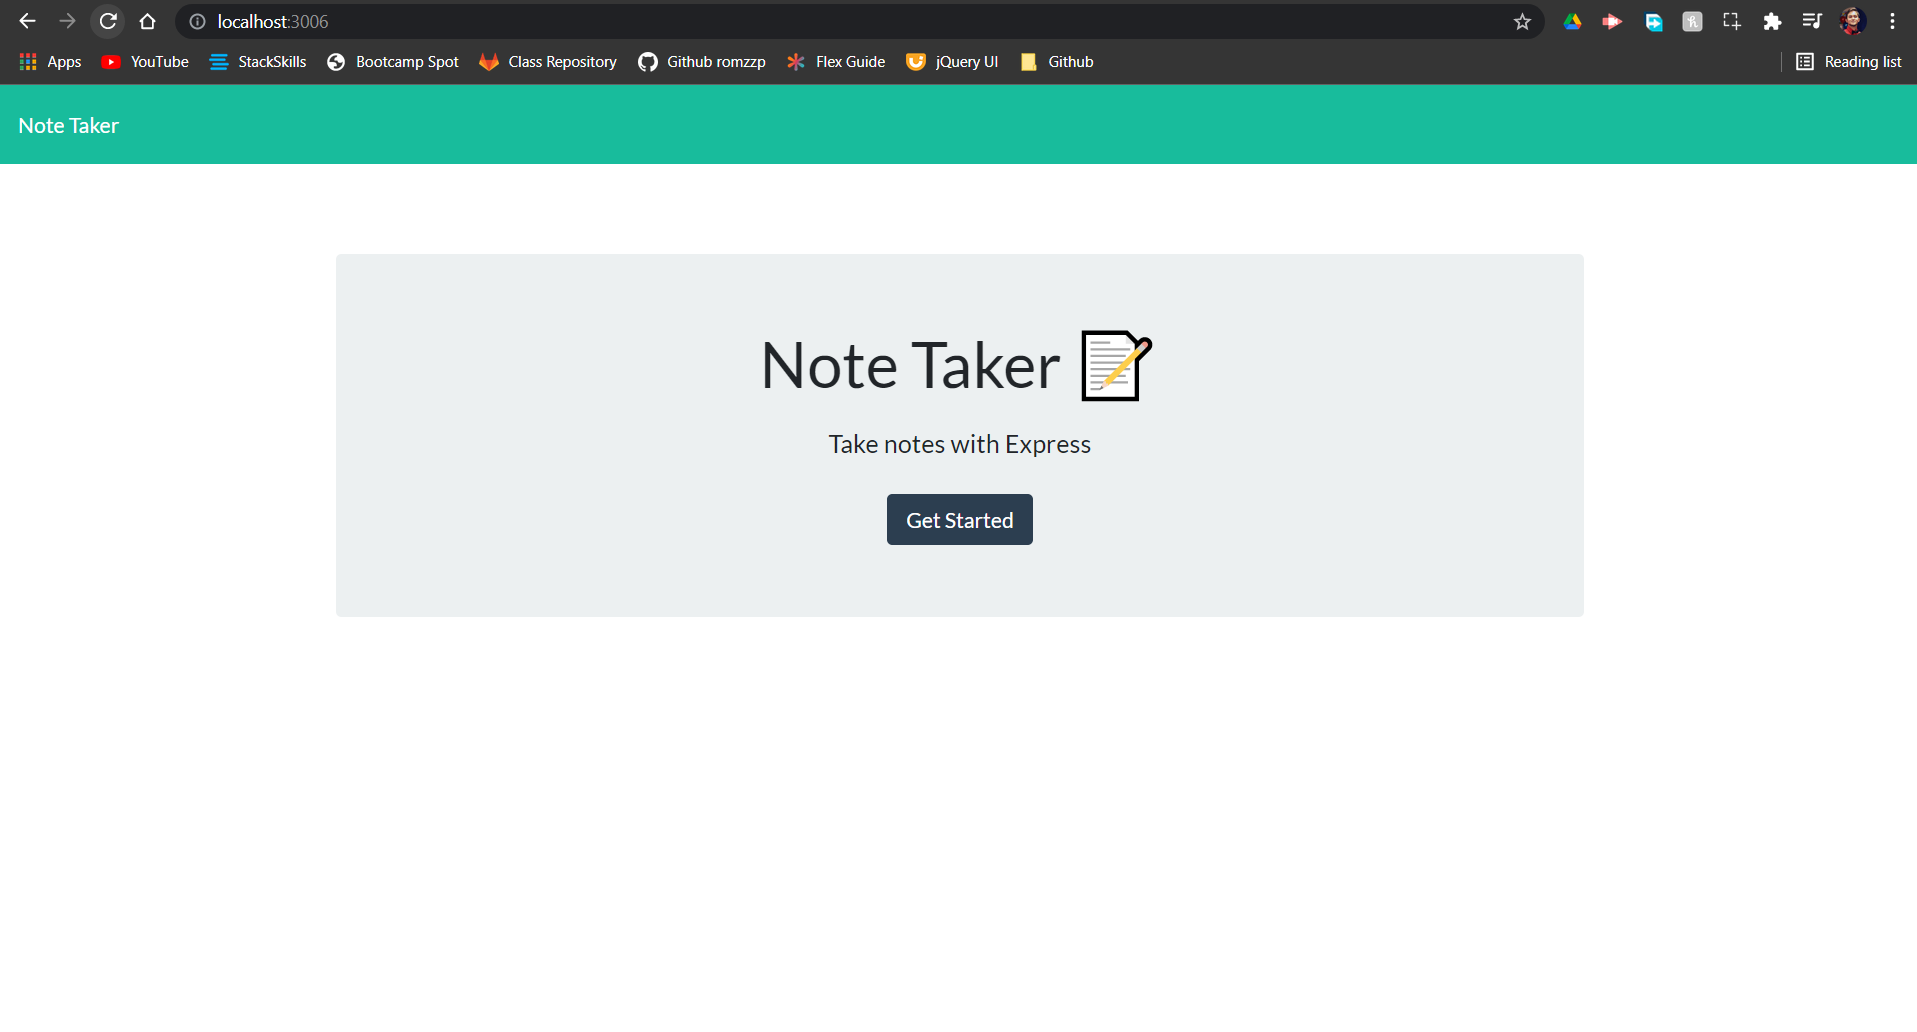 localhost:3006
Apps YouTube StackSkills Bootcamp Spot Class Repository Github romzzp Flex Guide jQuery UI Github Reading list
Note Taker
Note Taker
Take notes with Express
Get Started